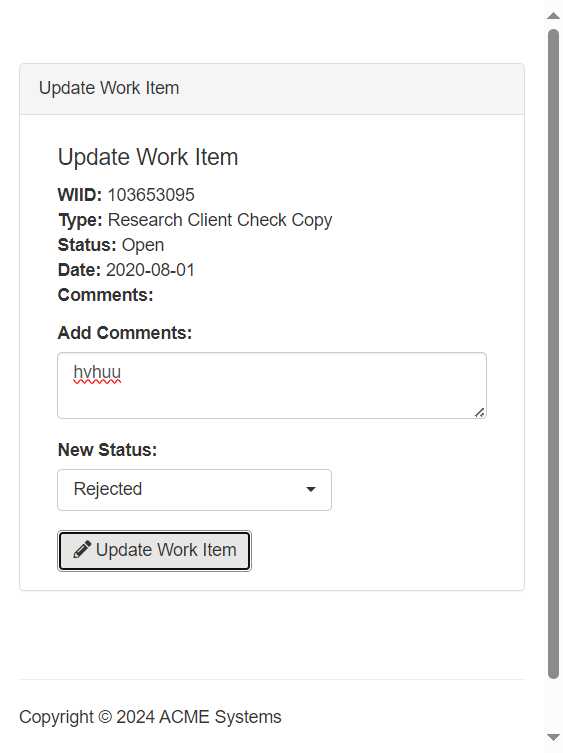 Update Work Item
Update Work Item
WIID: 103653095
Type: Research Client Check Copy
Status: Open
Date: 2020-08-01
Comments:
Add Comments:
hvhuu
New Status:
Rejected
Update Work Item
Copyright © 2024 ACME Systems